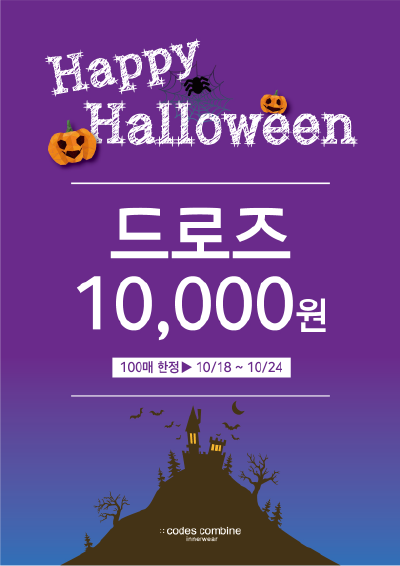 Happy
Halloween
드로즈
10,000원
100매 한정▶ 10/18 ~ 10/24
:: codes combine
innerwear